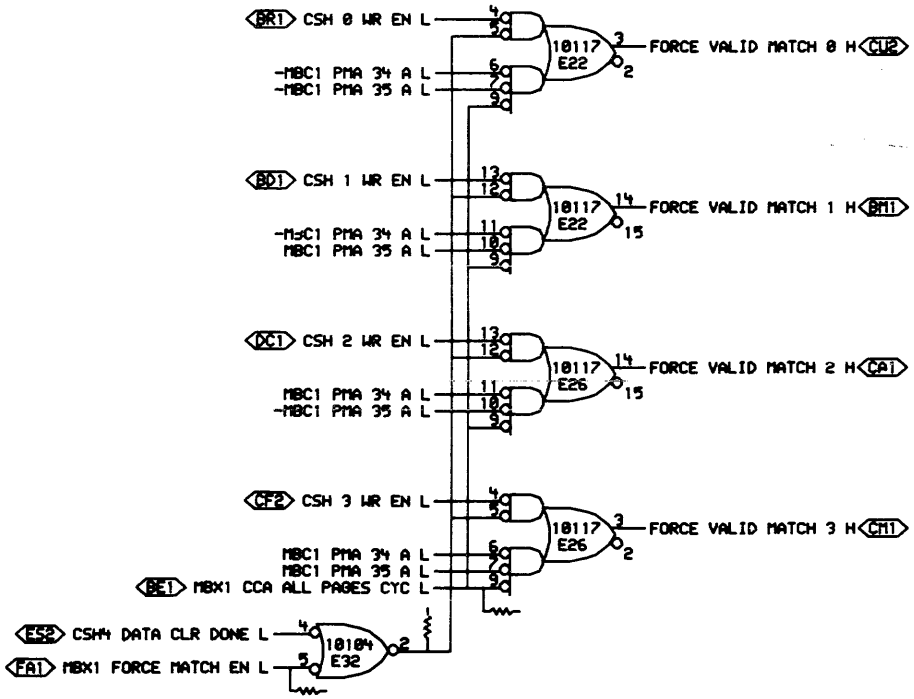 BR1 CSH 0 WR EN L 4
5
10117 3 FORCE VALID MATCH 0 H CU2
E22 2
-MBC1 PMA 34 A L 6
-MBC1 PMA 35 A L 7
9
BD1 CSH 1 WR EN L 13
12
10117 14 FORCE VALID MATCH 1 H BM1
E22 15
-MBC1 PMA 34 A L 11
MBC1 PMA 35 A L 10
9
DC1 CSH 2 WR EN L 13
12
10117 14 FORCE VALID MATCH 2 H CA1
E26 15
MBC1 PMA 34 A L 11
-MBC1 PMA 35 A L 10
9
CF2 CSH 3 WR EN L 4
5
10117 3 FORCE VALID MATCH 3 H CM1
E26 2
MBC1 PMA 34 A L 6
MBC1 PMA 35 A L 7
BE1 MBX1 CCA ALL PAGES CYC L 9
ES2 CSH4 DATA CLR DONE L 4
10104 2
E32
FA1 MBX1 FORCE MATCH EN L 5